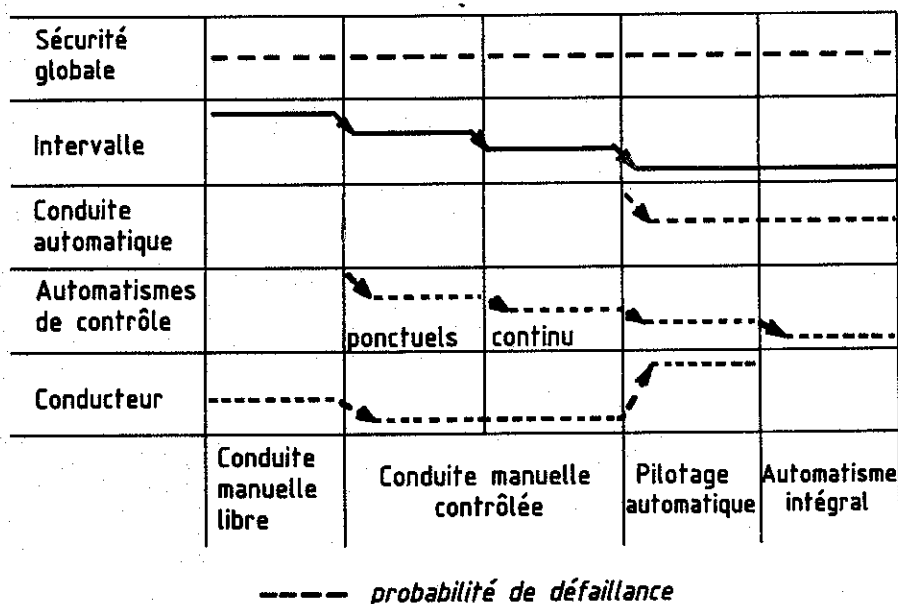 Sécurité
globale
Intervalle
Conduite
automatique
Automatismes
de contrôle
ponctuels
continu
Conducteur
Conduite
manuelle
libre
Conduite manuelle
contrôlée
Pilotage
automatique
Automatisme
intégral
probabilité de défaillance